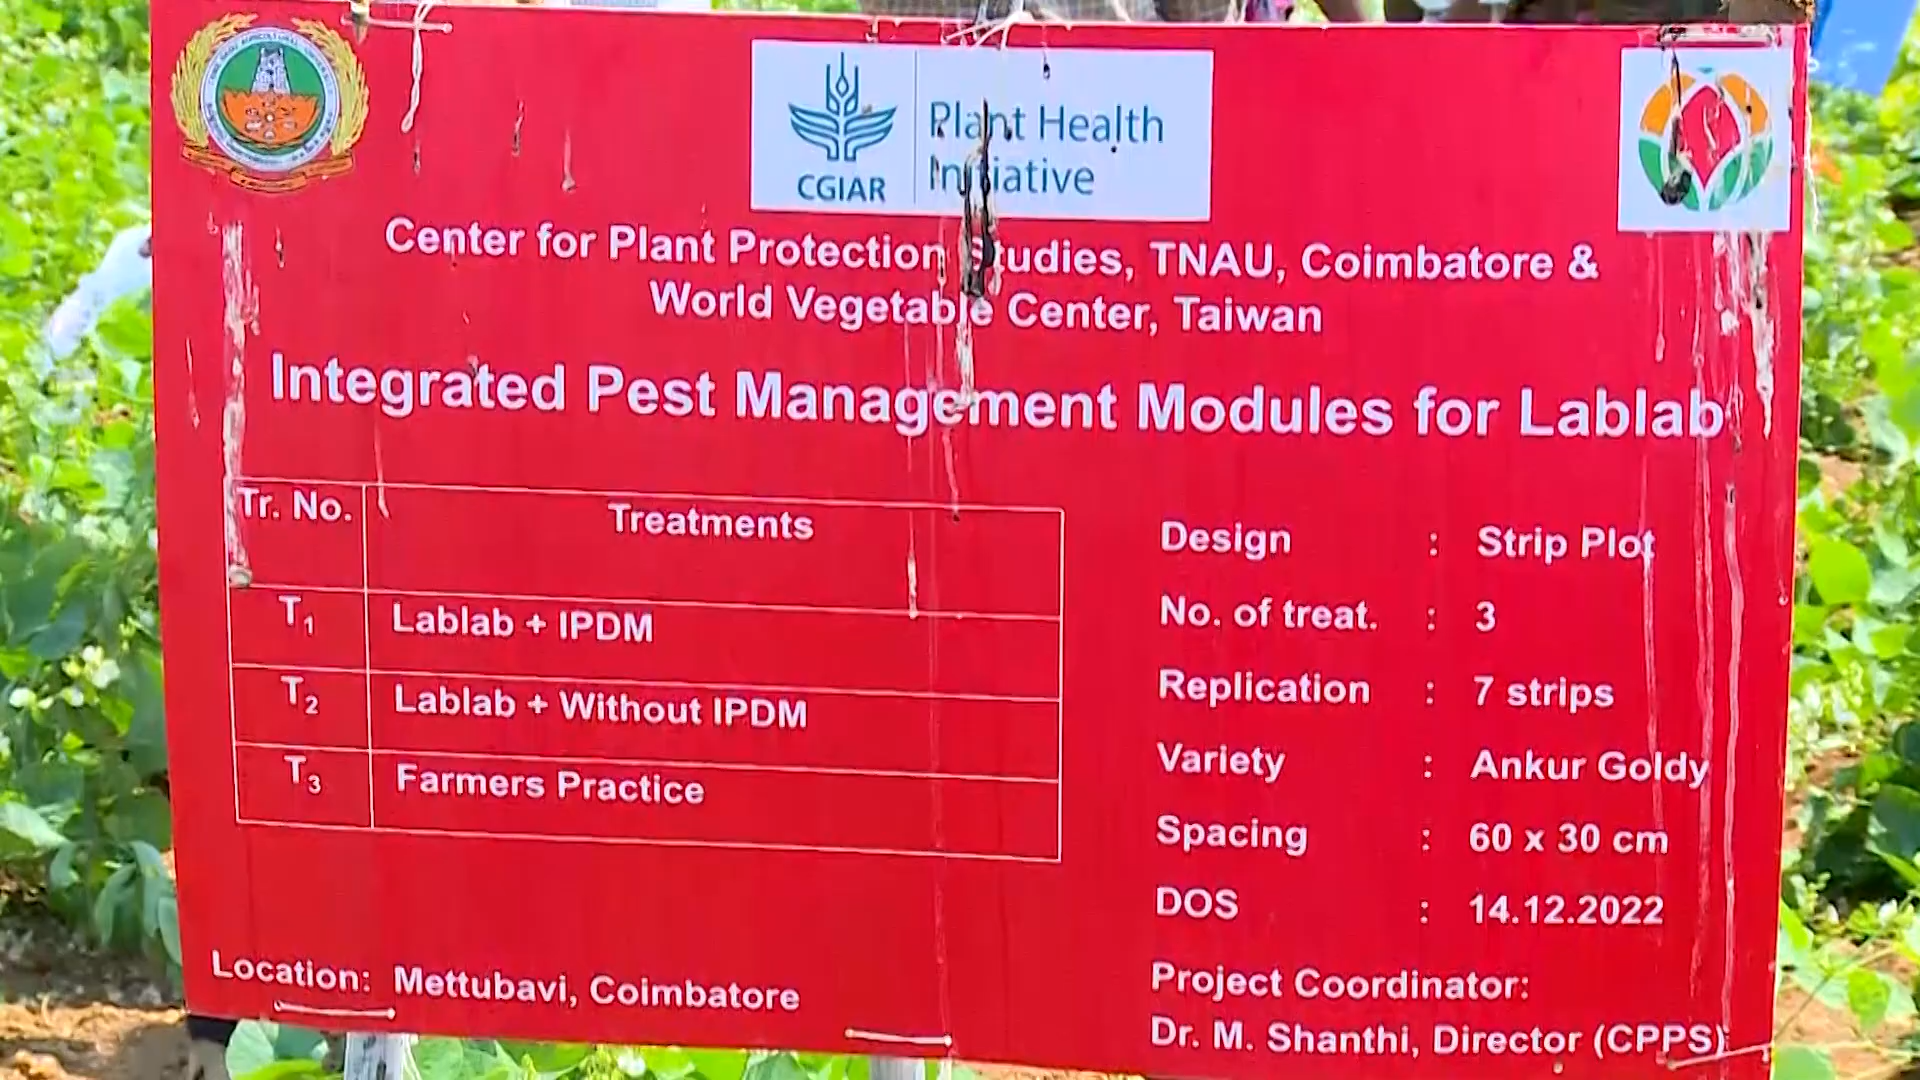 CGIAR
Plant Health
Initiative
Center for Plant Protection Studies, TNAU, Coimbatore &
World Vegetable Center, Taiwan
Integrated Pest Management Modules for Lablab
Tr. No. Treatments
T1 Lablab + IPDM
T2 Lablab + Without IPDM
T3 Farmers Practice
Design : Strip Plot
No. of treat. : 3
Replication : 7 strips
Variety : Ankur Goldy
Spacing : 60 x 30 cm
DOS : 14.12.2022
Location: Mettubavi, Coimbatore
Project Coordinator:
Dr. M. Shanthi, Director (CPPS)